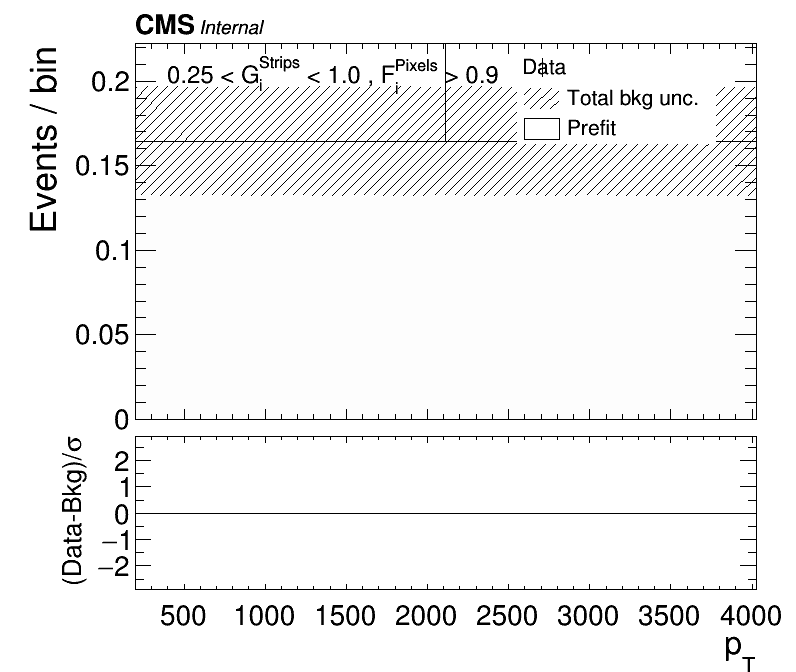 CMS Internal
0.25 < G_i^Strips < 1.0 , F_i^Pixels > 0.9
Data
Total bkg unc.
Prefit
Events / bin
0.2
0.15
0.1
0.05
0
(Data-Bkg)/σ
2
1
0
−1
−2
500 1000 1500 2000 2500 3000 3500 4000
p_T